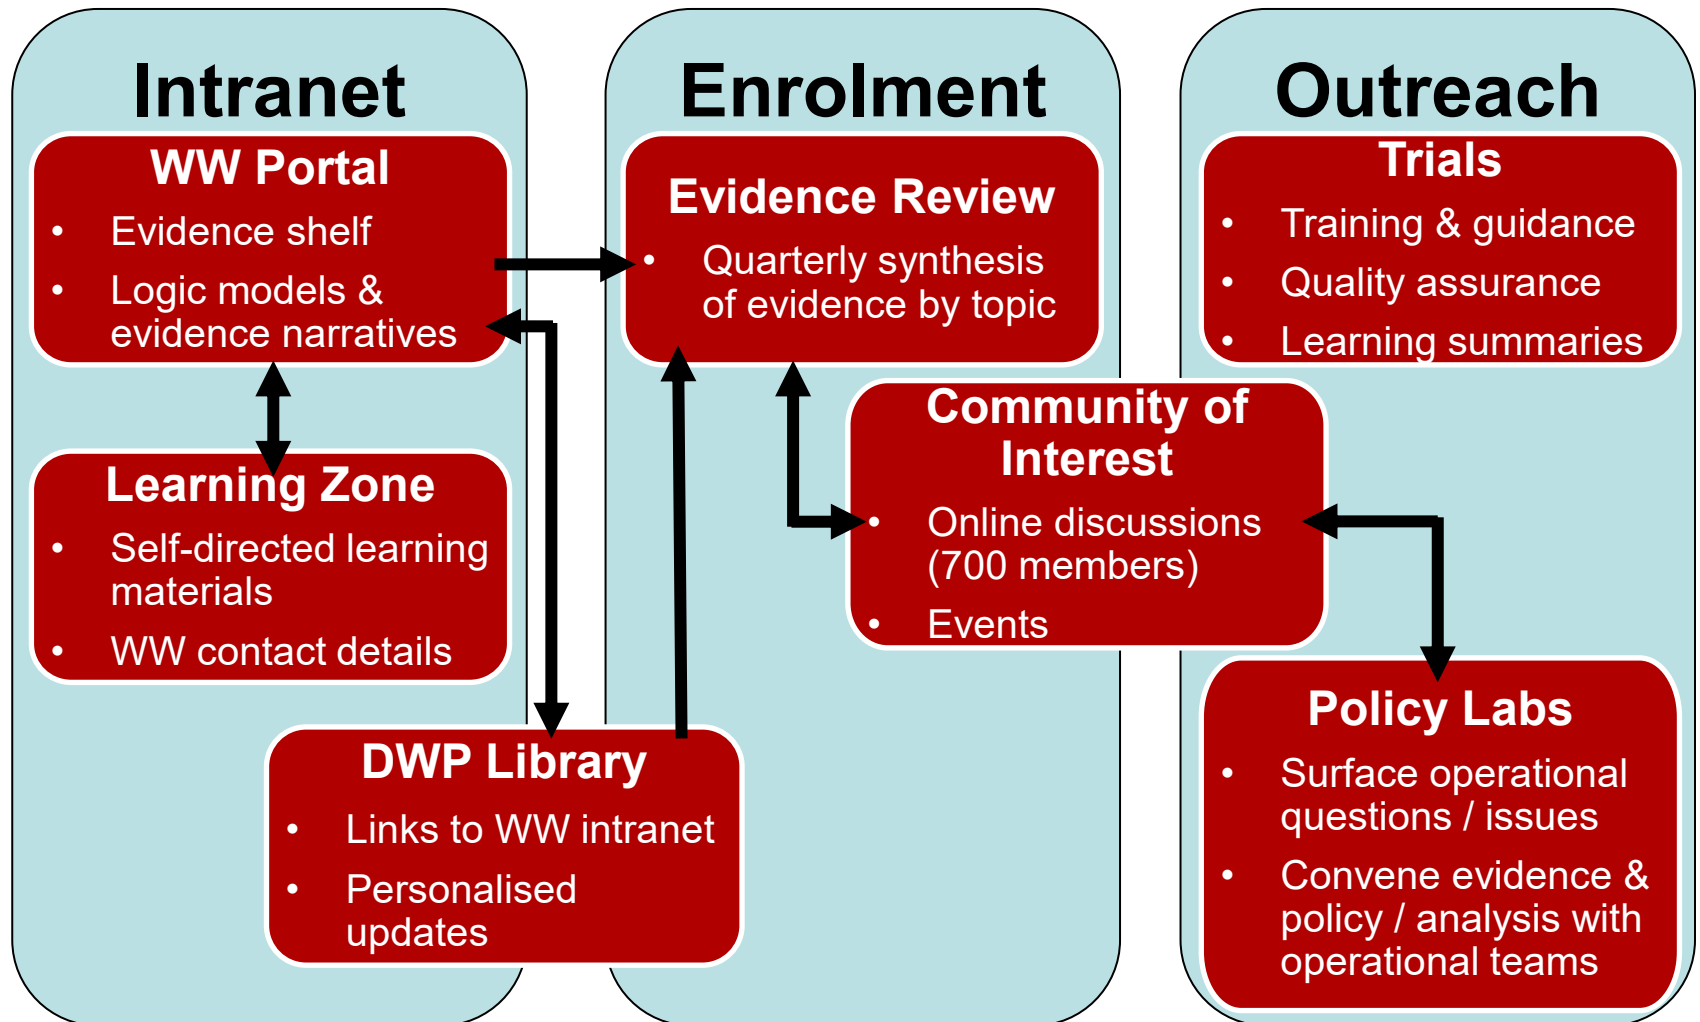 Intranet
WW Portal
• Evidence shelf
• Logic models &
evidence narratives
Learning Zone
• Self-directed learning
materials
• WW contact details
DWP Library
• Links to WW intranet
• Personalised
updates
Enrolment
Evidence Review
• Quarterly synthesis
of evidence by topic
Community of
Interest
• Online discussions
(700 members)
• Events
Outreach
Trials
• Training & guidance
• Quality assurance
• Learning summaries
Policy Labs
• Surface operational
questions / issues
• Convene evidence &
policy / analysis with
operational teams